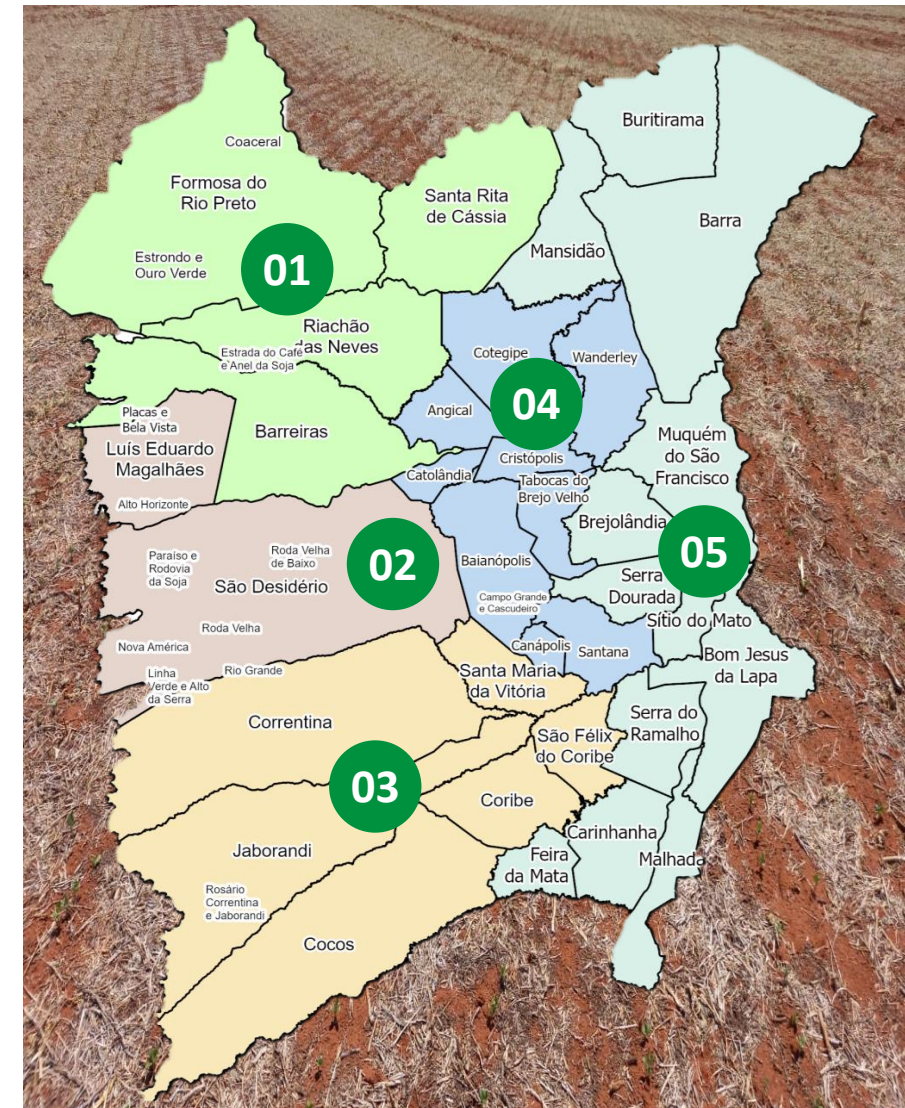 Coaceral
Formosa do
Rio Preto
Estrondo e
Ouro Verde
01
Santa Rita
de Cássia
Riachão
das Neves
Estrada do Café
e Anel da Soja
Placas e
Bela Vista
Barreiras
Luís Eduardo
Magalhães
Alto Horizonte
Paraíso e
Rodovia
da Soja
Roda Velha
de Baixo
São Desidério
02
Roda Velha
Nova América
Linha
Verde e Alto
da Serra
Rio Grande
Correntina
Santa Maria
da Vitória
São Félix
do Coribe
03
Coribe
Jaborandi
Rosário
Correntina
e Jaborandi
Cocos
Cotegipe
Wanderley
Angical
04
Cristópolis
Catolândia
Tabocas do
Brejo Velho
Baianópolis
Campo Grande
e Cascudeiro
Canápolis
Santana
Buritirama
Barra
Mansidão
Muquém
do São
Francisco
Brejolândia
05
Serra
Dourada
Sítio do Mato
Bom Jesus
da Lapa
Serra do
Ramalho
Carinhanha
Feira
da Mata
Malhada